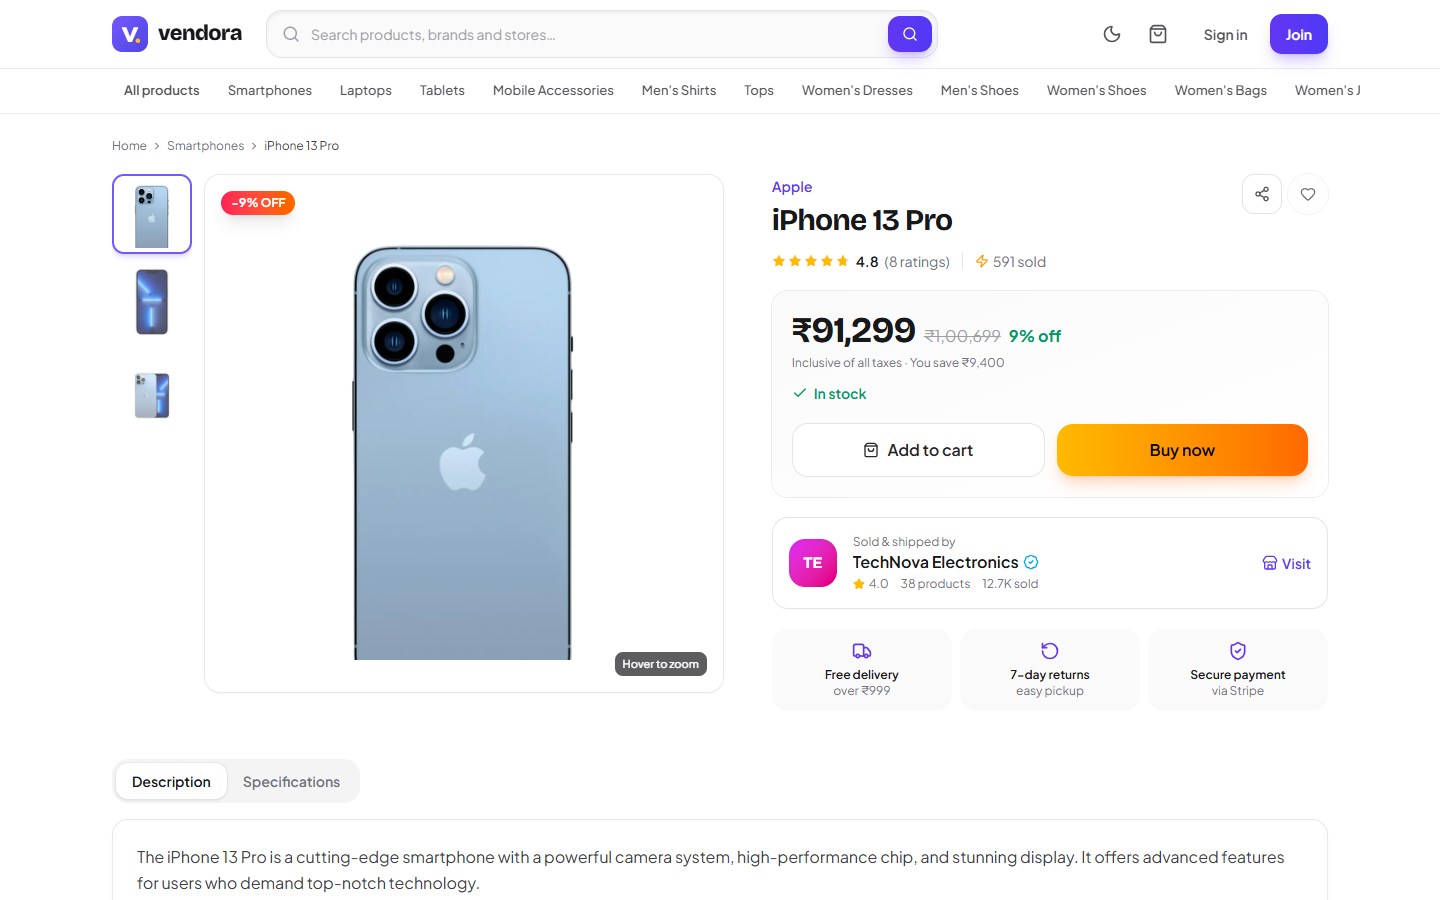 V.
vendora
Search products, brands and stores...
Sign in
Join
All products
Smartphones
Laptops
Tablets
Mobile Accessories
Men's Shirts
Tops
Women's Dresses
Men's Shoes
Women's Shoes
Women's Bags
Women's J
Home > Smartphones > iPhone 13 Pro
-9% OFF
Hover to zoom
Apple
iPhone 13 Pro
4.8 (8 ratings)
591 sold
₹91,299 ₹1,00,699 9% off
Inclusive of all taxes · You save ₹9,400
In stock
Add to cart
Buy now
TE
Sold & shipped by
TechNova Electronics
4.0 38 products 12.7K sold
Visit
Free delivery
over ₹999
7-day returns
easy pickup
Secure payment
via Stripe
Description
Specifications
The iPhone 13 Pro is a cutting-edge smartphone with a powerful camera system, high-performance chip, and stunning display. It offers advanced features
for users who demand top-notch technology.